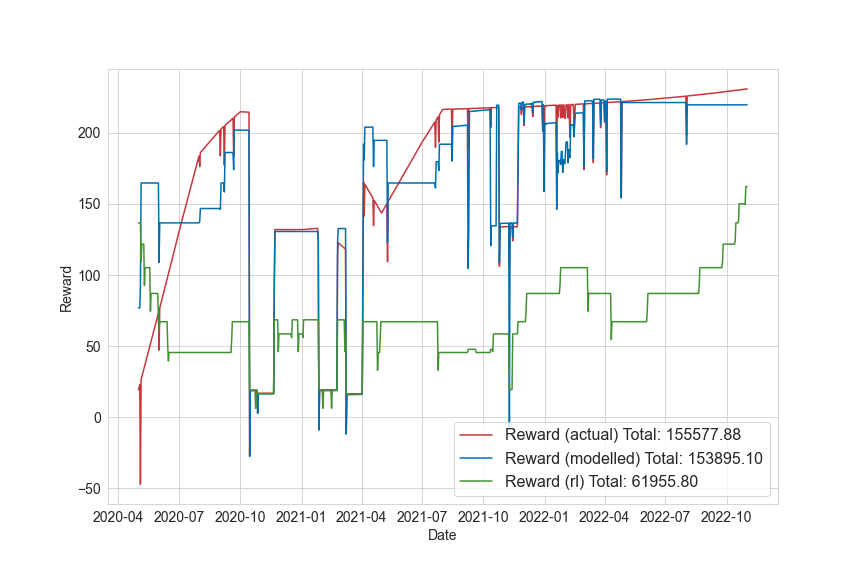 200
150
100
50
0
−50
Reward
2020-04 2020-07 2020-10 2021-01 2021-04 2021-07 2021-10 2022-01 2022-04 2022-07 2022-10
Date
Reward (actual) Total: 155577.88
Reward (modelled) Total: 153895.10
Reward (rl) Total: 61955.80